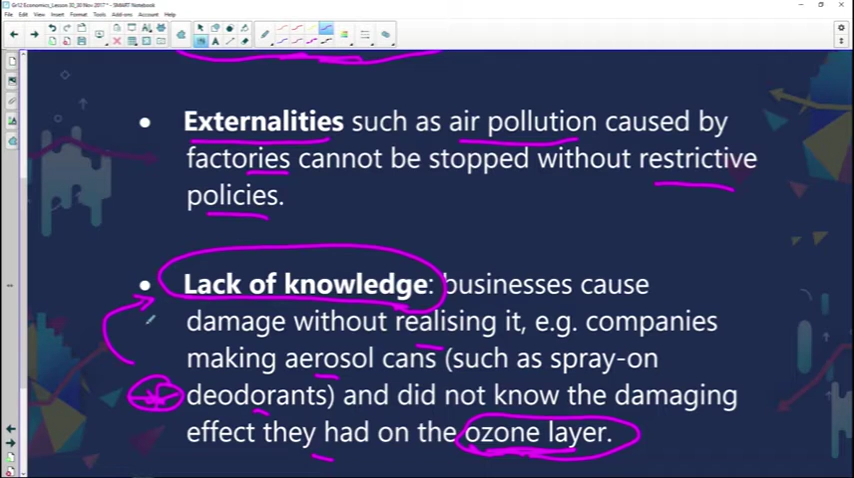 Gr12 Economics_Lesson 30_30 Nov-2017 * - SMART Notebook
File Edit View Insert Format Tools Add-ons Account Help
• Externalities such as air pollution caused by
factories cannot be stopped without restrictive
policies.
• Lack of knowledge: businesses cause
damage without realising it, e.g. companies
making aerosol cans (such as spray-on
deodorants) and did not know the damaging
effect they had on the ozone layer.